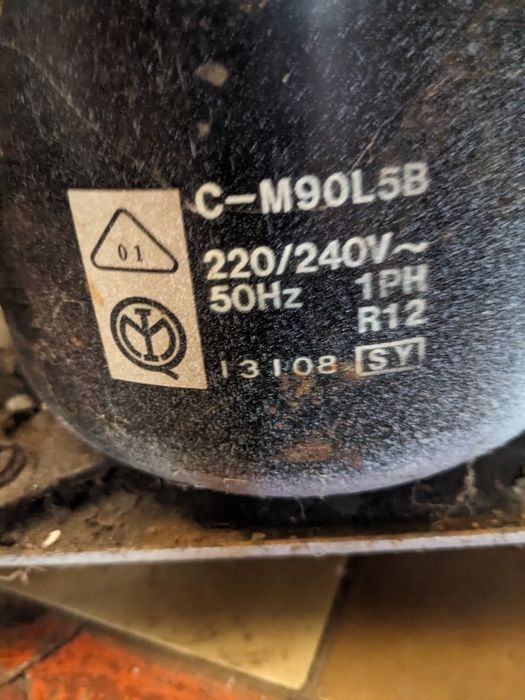 C-M90L5B
01
220/240V~
50Hz 1PH
R12
13108 SY